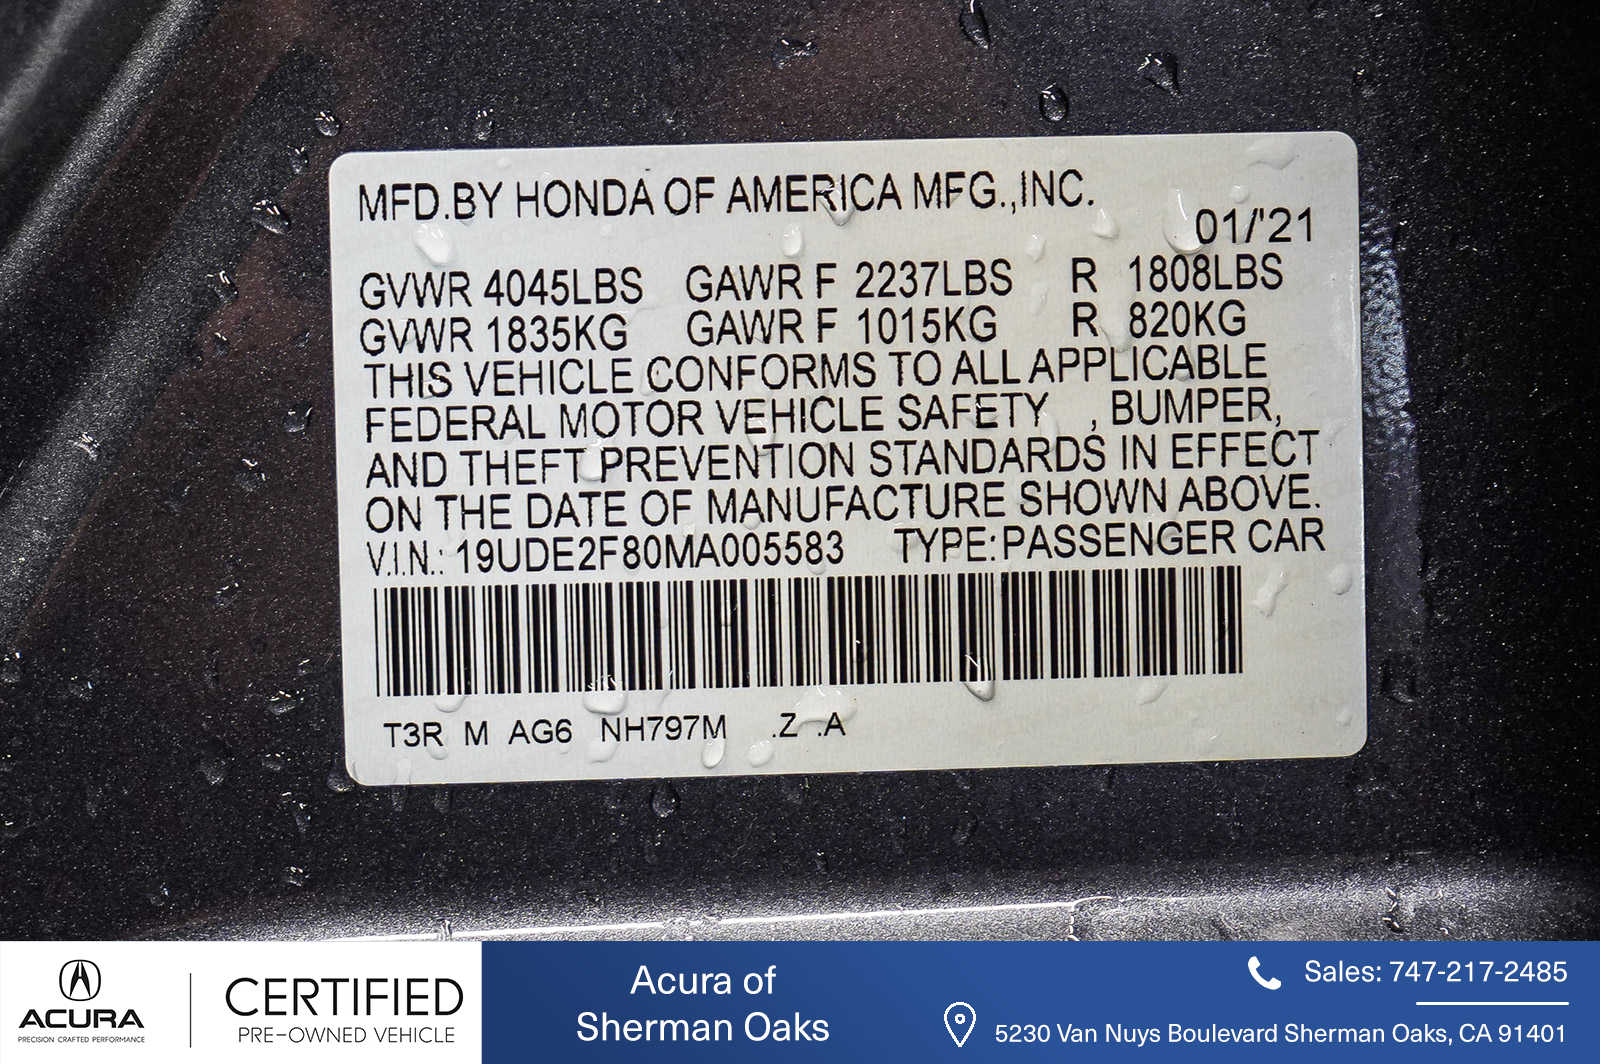 MFD.BY HONDA OF AMERICA MFG.,INC.
01/'21
GVWR 4045LBS GAWR F 2237LBS R 1808LBS
GVWR 1835KG GAWR F 1015KG R 820KG
THIS VEHICLE CONFORMS TO ALL APPLICABLE
FEDERAL MOTOR VEHICLE SAFETY , BUMPER,
AND THEFT PREVENTION STANDARDS IN EFFECT
ON THE DATE OF MANUFACTURE SHOWN ABOVE.
V.I.N.: 19UDE2F80MA005583 TYPE:PASSENGER CAR
T3R M AG6 NH797M .Z .A
ACURA
PRECISION CRAFTED PERFORMANCE
CERTIFIED
PRE-OWNED VEHICLE
Acura of
Sherman Oaks
Sales: 747-217-2485
5230 Van Nuys Boulevard Sherman Oaks, CA 91401